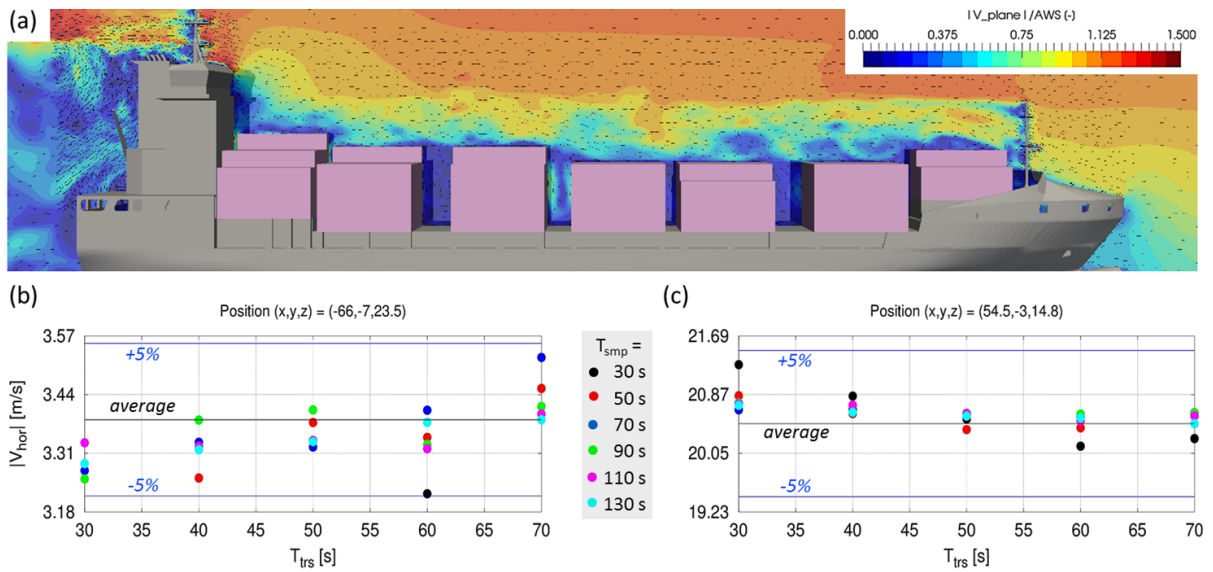 (a)
| V_plane | /AWS [-]
0.000 0.375 0.75 1.125 1.500
(b)
Position (x,y,z) = (-66,-7,23.5)
|V_hor| [m/s]
3.57
3.44
3.31
3.18
+5%
average
-5%
30 35 40 45 50 55 60 65 70
T_trs [s]
T_smp =
30 s
50 s
70 s
90 s
110 s
130 s
(c)
Position (x,y,z) = (54.5,-3,14.8)
21.69
20.87
20.05
19.23
+5%
average
-5%
30 35 40 45 50 55 60 65 70
T_trs [s]